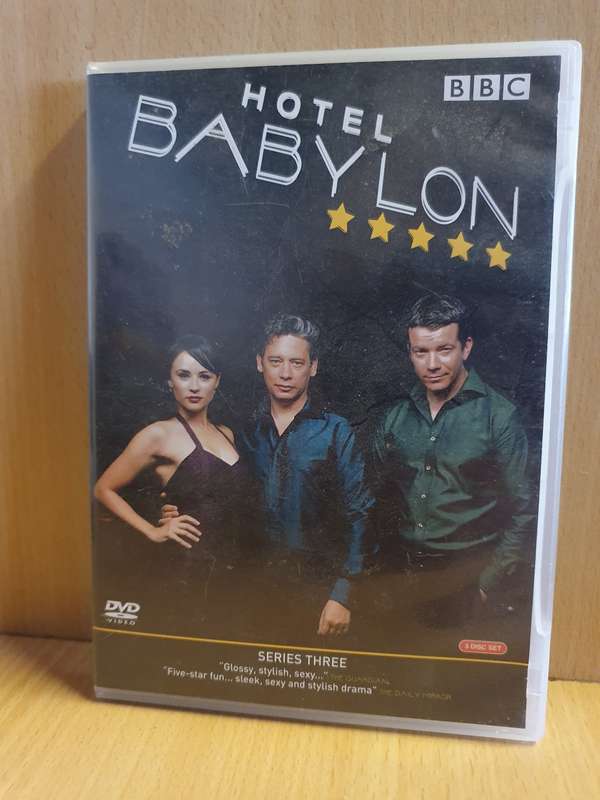 BBC
HOTEL
BABYLON
DVD
VIDEO
3 DISC SET
SERIES THREE
"Glossy, stylish, sexy..." THE GUARDIAN
"Five-star fun... sleek, sexy and stylish drama" THE DAILY MIRROR